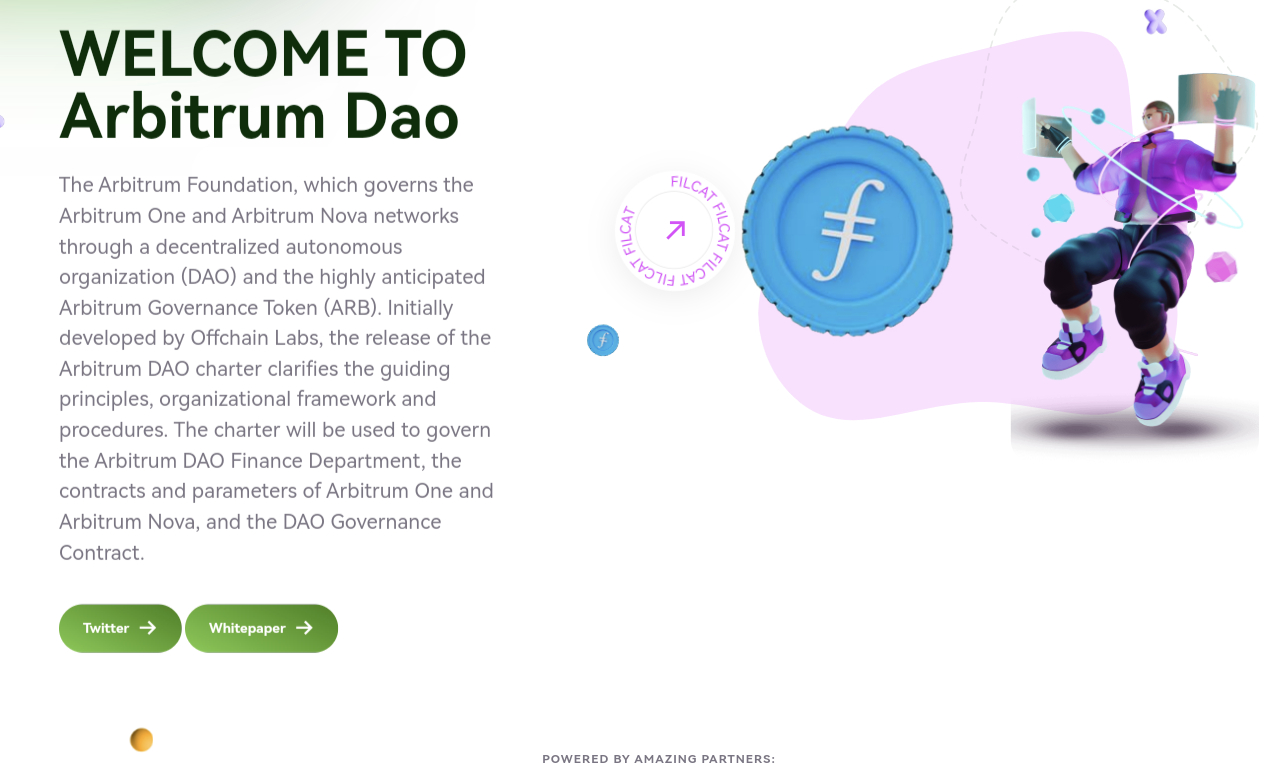 WELCOME TO
Arbitrum Dao
The Arbitrum Foundation, which governs the
Arbitrum One and Arbitrum Nova networks
through a decentralized autonomous
organization (DAO) and the highly anticipated
Arbitrum Governance Token (ARB). Initially
developed by Offchain Labs, the release of the
Arbitrum DAO charter clarifies the guiding
principles, organizational framework and
procedures. The charter will be used to govern
the Arbitrum DAO Finance Department, the
contracts and parameters of Arbitrum One and
Arbitrum Nova, and the DAO Governance
Contract.
FILCAT FILCAT FILCAT FILCAT
Twitter
Whitepaper
POWERED BY AMAZING PARTNERS: